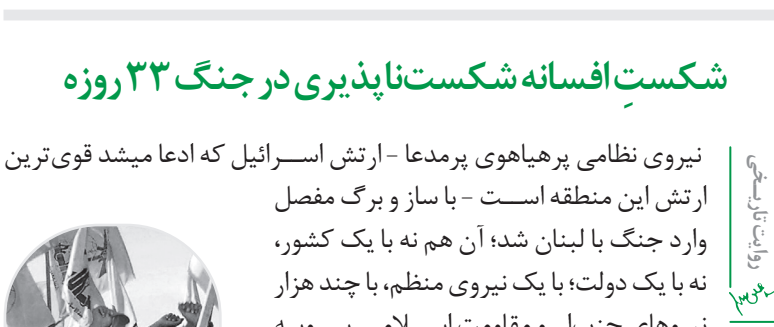 شکستِ افسانه شکست‌ناپذیری در جنگ ۳۳ روزه
نیروی نظامی پرهیاهوی پرمدعا - ارتش اسرائیل که ادعا میشد قوی‌ترین
ارتش این منطقه است - با ساز و برگ مفصل
وارد جنگ با لبنان شد؛ آن هم نه با یک کشور،
نه با یک دولت؛ با یک نیروی منظم، با چند هزار
روایت تاریخی